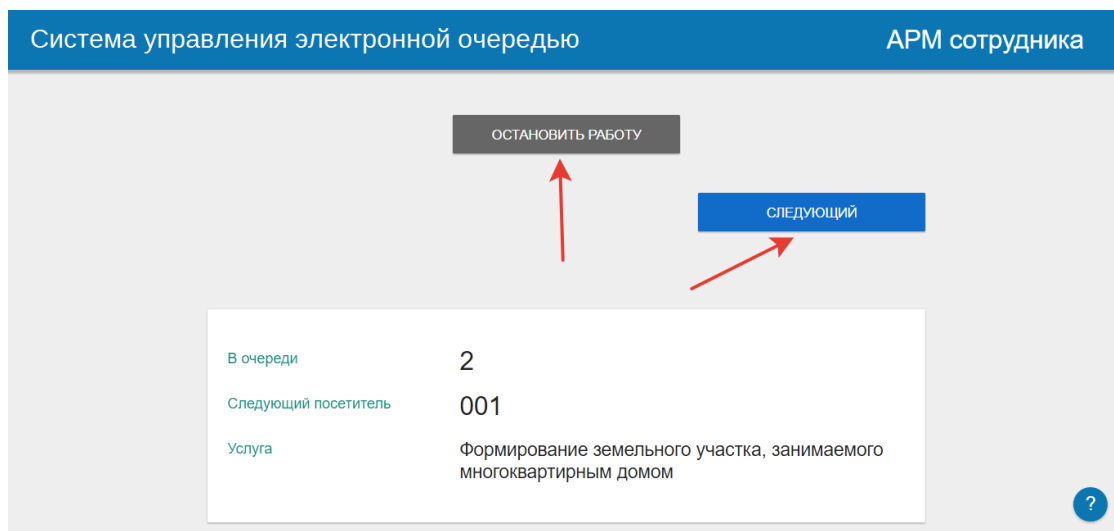 Система управления электронной очередью
АРМ сотрудника
ОСТАНОВИТЬ РАБОТУ
СЛЕДУЮЩИЙ
В очереди 2
Следующий посетитель 001
Услуга Формирование земельного участка, занимаемого
многоквартирным домом
?